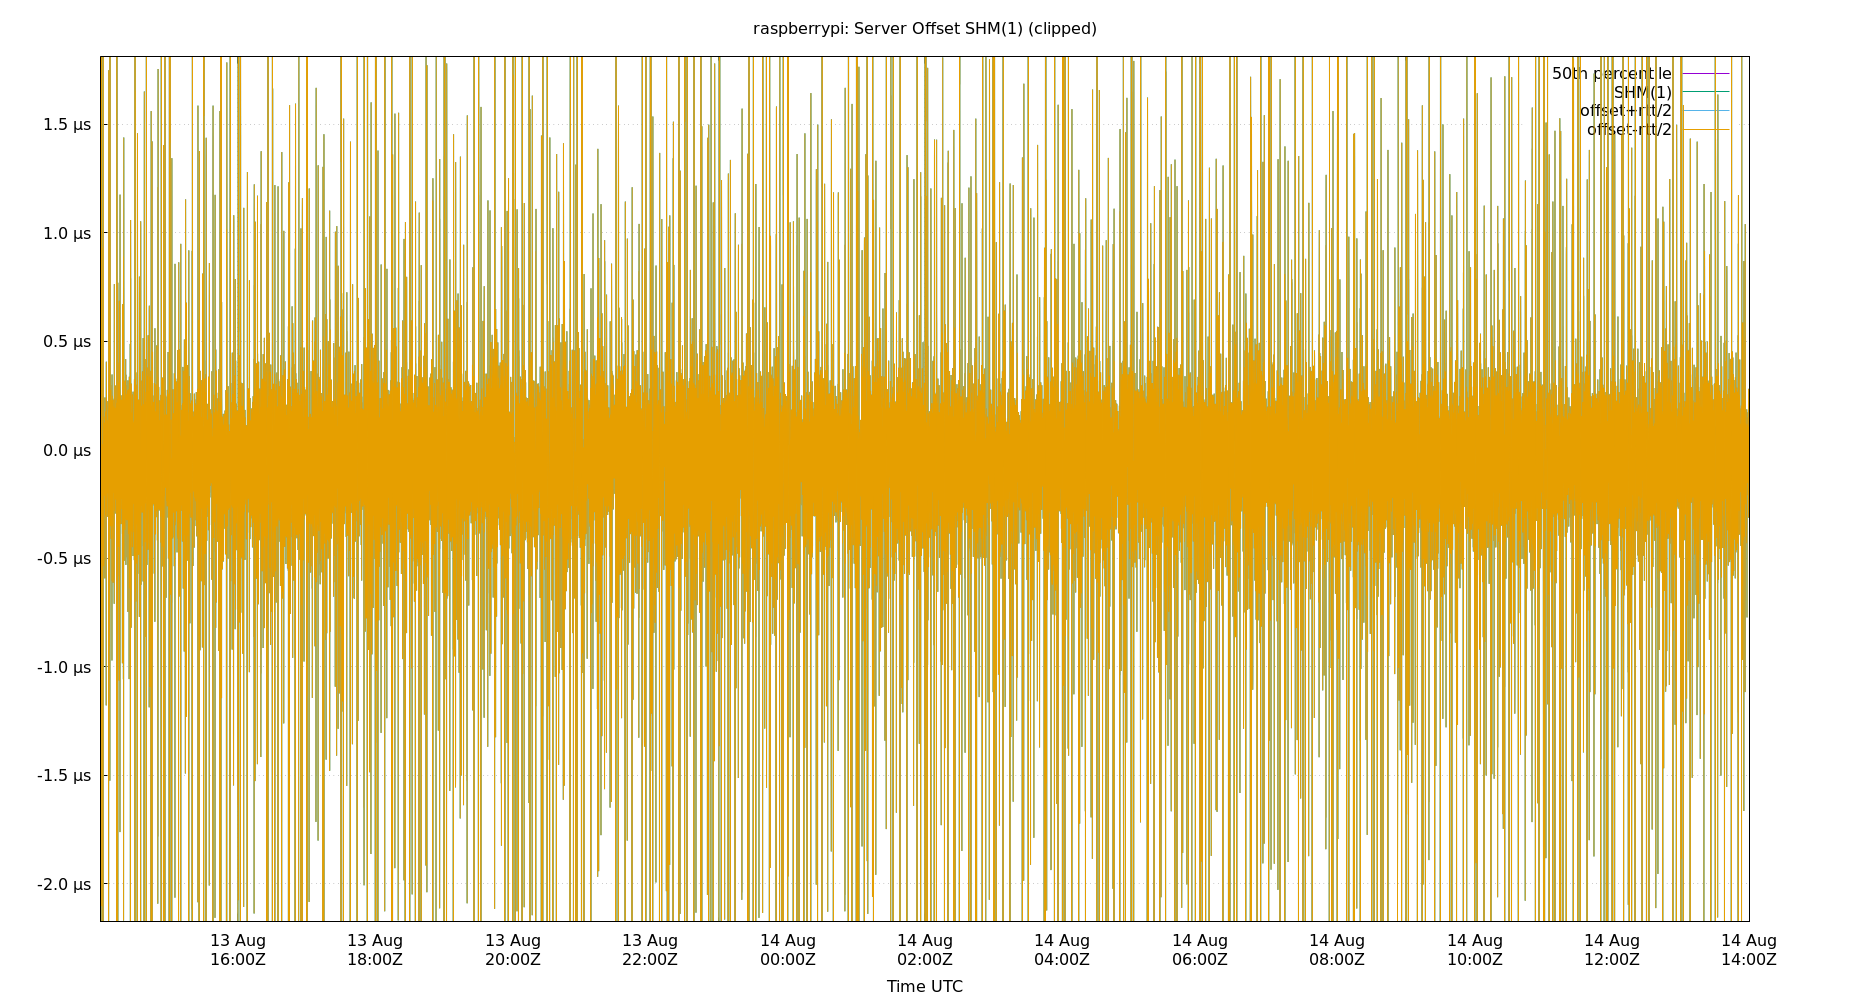 raspberrypi: Server Offset SHM(1) (clipped)
50th percentile
SHM(1)
offset+rtt/2
offset-rtt/2
1.5 µs
1.0 µs
0.5 µs
0.0 µs
-0.5 µs
-1.0 µs
-1.5 µs
-2.0 µs
13 Aug 13 Aug 13 Aug 13 Aug 14 Aug 14 Aug 14 Aug 14 Aug 14 Aug 14 Aug 14 Aug 14 Aug
16:00Z 18:00Z 20:00Z 22:00Z 00:00Z 02:00Z 04:00Z 06:00Z 08:00Z 10:00Z 12:00Z 14:00Z
Time UTC